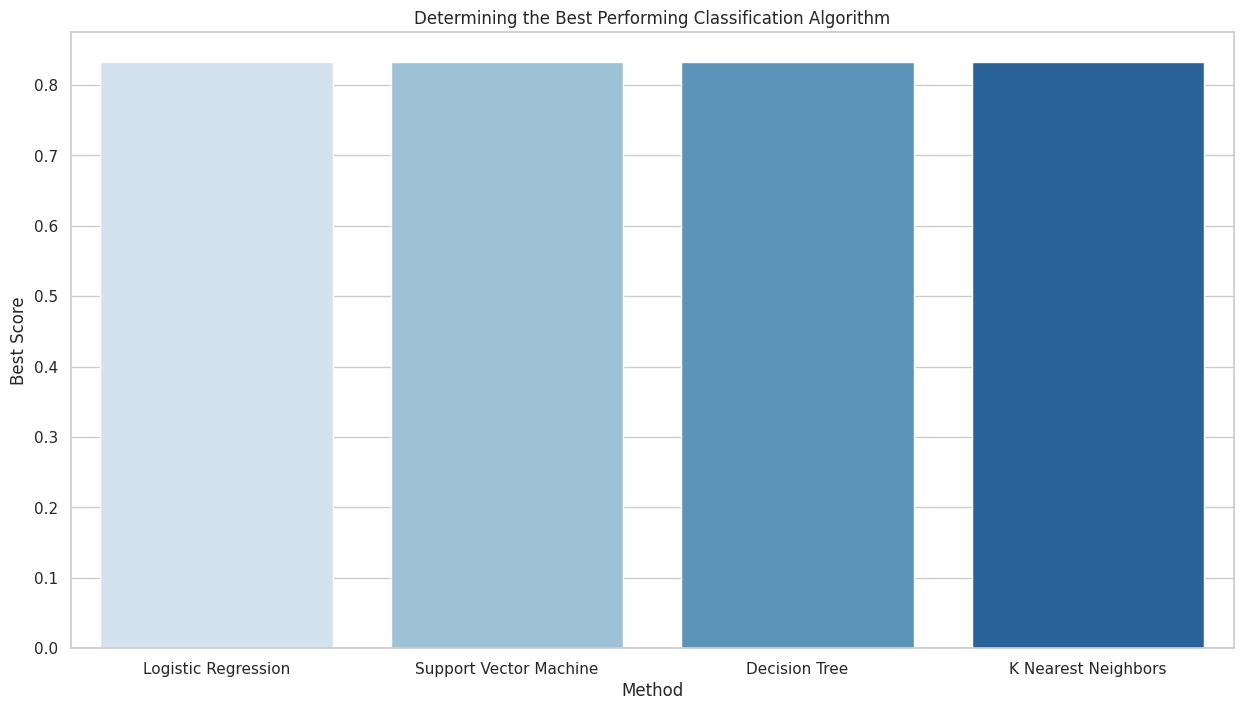 Determining the Best Performing Classification Algorithm
Best Score
0.8
0.7
0.6
0.5
0.4
0.3
0.2
0.1
0.0
Logistic Regression
Support Vector Machine
Decision Tree
K Nearest Neighbors
Method